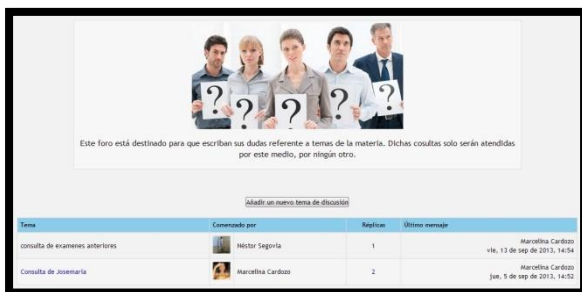 ? ? ? ? ?
Este foro está destinado para que escriban sus dudas referente a temas de la materia. Dichas cosultas solo serán atendidas
por este medio, por ningún otro.
Añadir un nuevo tema de discusión
Tema Comenzado por Réplicas Último mensaje
consulta de examenes anteriores Néstor Segovia 1 Marcelina Cardozo
vie, 13 de sep de 2013, 14:54
Consulta de Josemaría Marcelina Cardozo 2 Marcelina Cardozo
jue, 5 de sep de 2013, 14:52